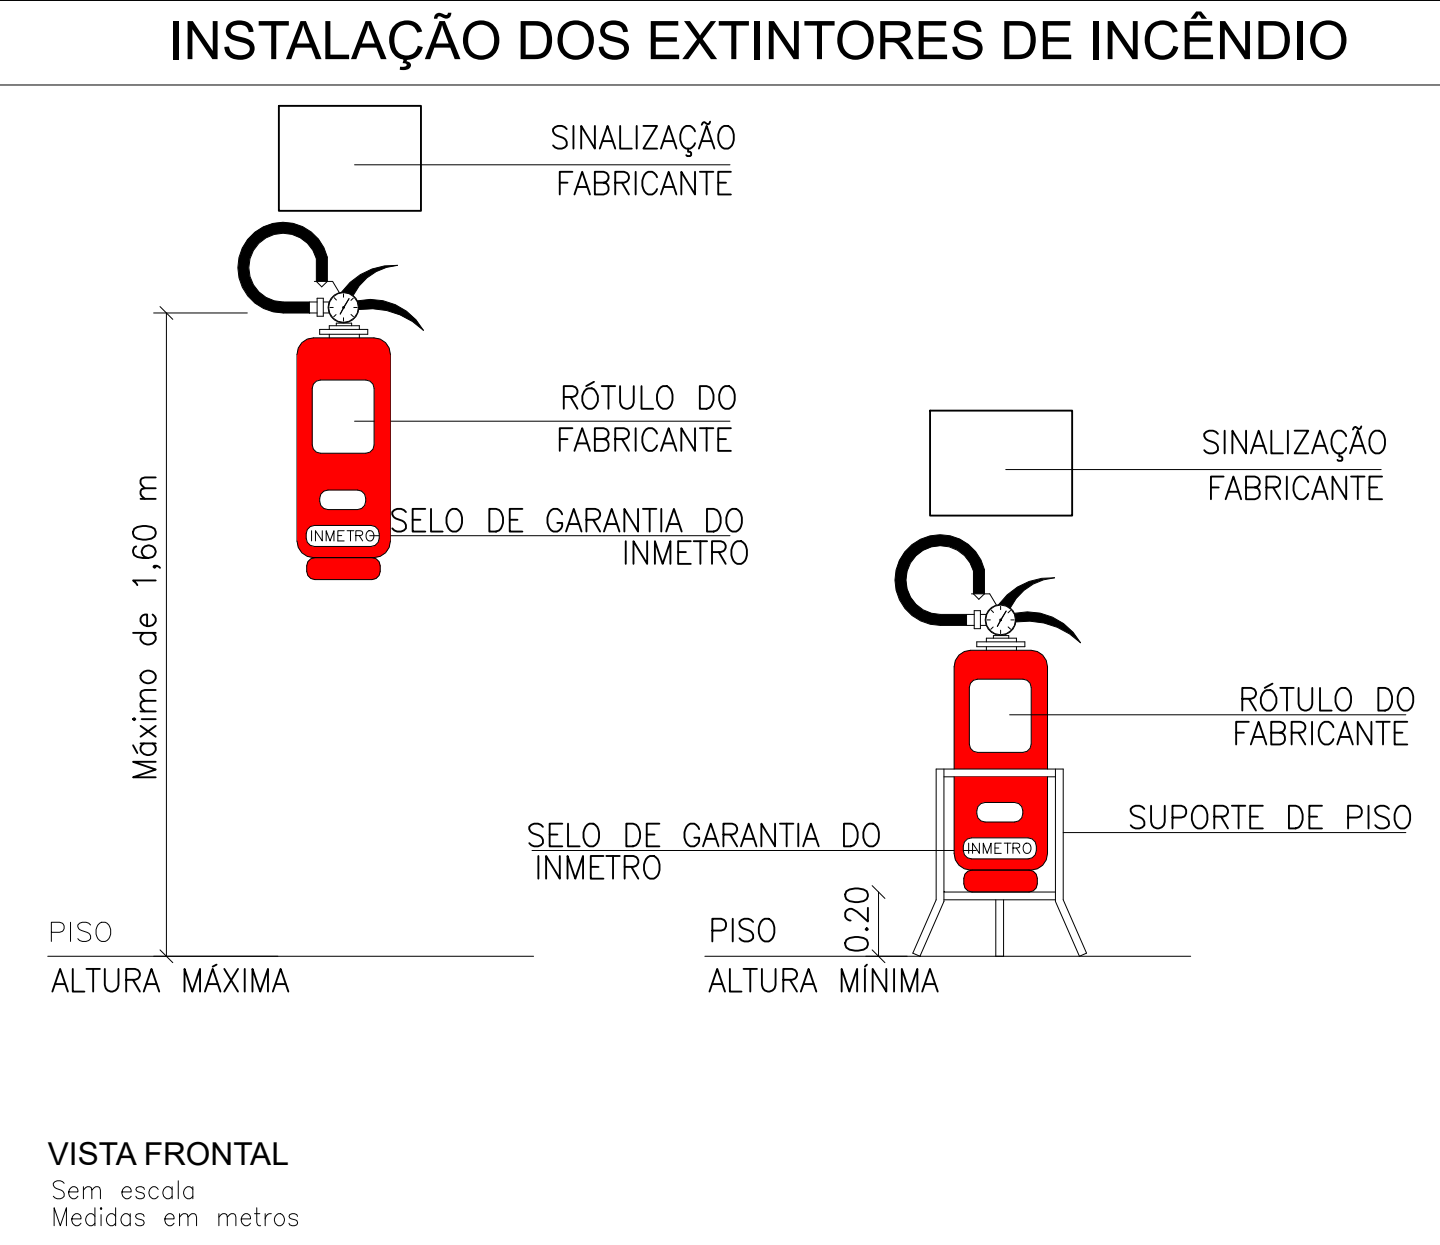 INSTALAÇÃO DOS EXTINTORES DE INCÊNDIO
SINALIZAÇÃO
FABRICANTE
RÓTULO DO
FABRICANTE
SELO DE GARANTIA DO
INMETRO
INMETRO
Máximo de 1,60 m
PISO
ALTURA MÁXIMA
SINALIZAÇÃO
FABRICANTE
RÓTULO DO
FABRICANTE
SUPORTE DE PISO
SELO DE GARANTIA DO
INMETRO
INMETRO
0.20
PISO
ALTURA MÍNIMA
VISTA FRONTAL
Sem escala
Medidas em metros